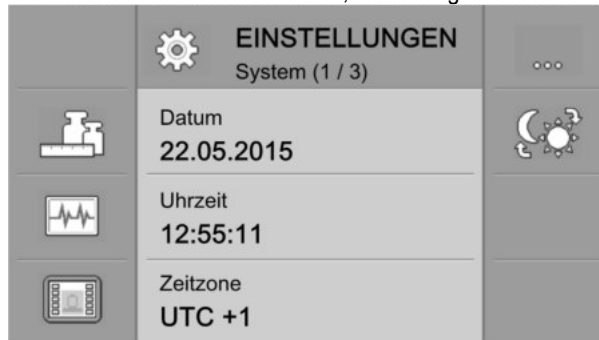 EINSTELLUNGEN
System (1 / 3)
Datum
22.05.2015
Uhrzeit
12:55:11
Zeitzone
UTC +1